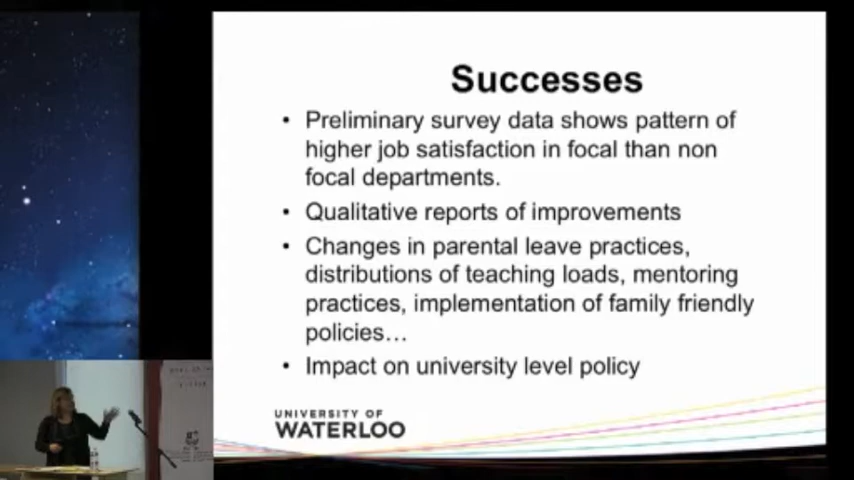 Successes
• Preliminary survey data shows pattern of
higher job satisfaction in focal than non
focal departments.
• Qualitative reports of improvements
• Changes in parental leave practices,
distributions of teaching loads, mentoring
practices, implementation of family friendly
policies…
• Impact on university level policy
UNIVERSITY OF
WATERLOO